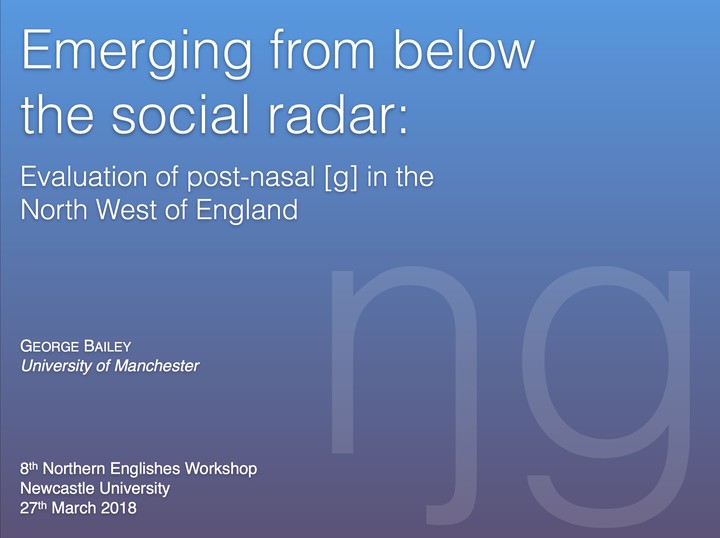 Emerging from below
the social radar:
Evaluation of post-nasal [g] in the
North West of England
ŋg
GEORGE BAILEY
University of Manchester
8th Northern Englishes Workshop
Newcastle University
27th March 2018